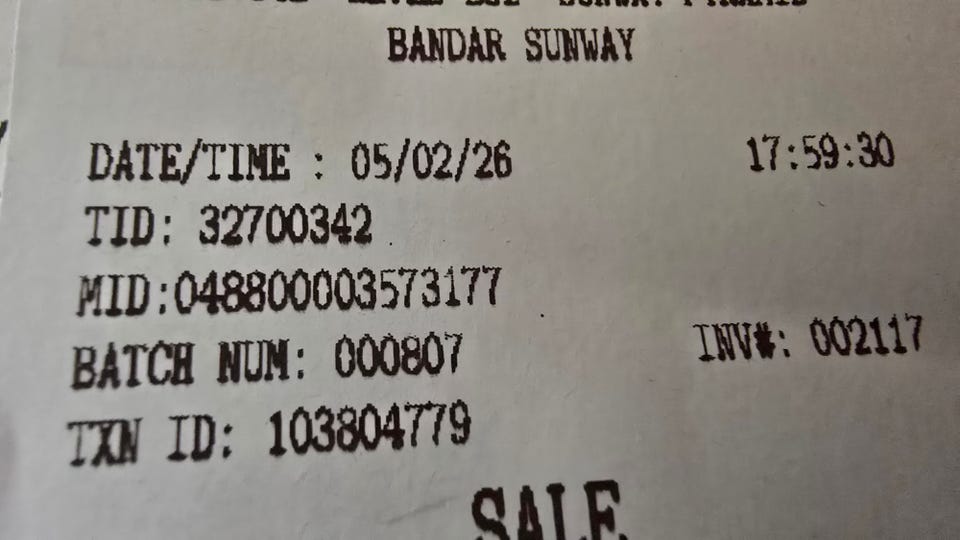 BANDAR SUNWAY
DATE/TIME : 05/02/26 17:59:30
TID: 32700342
MID:048800003573177
BATCH NUM: 000807 INV#: 002117
TXN ID: 103804779
SALE